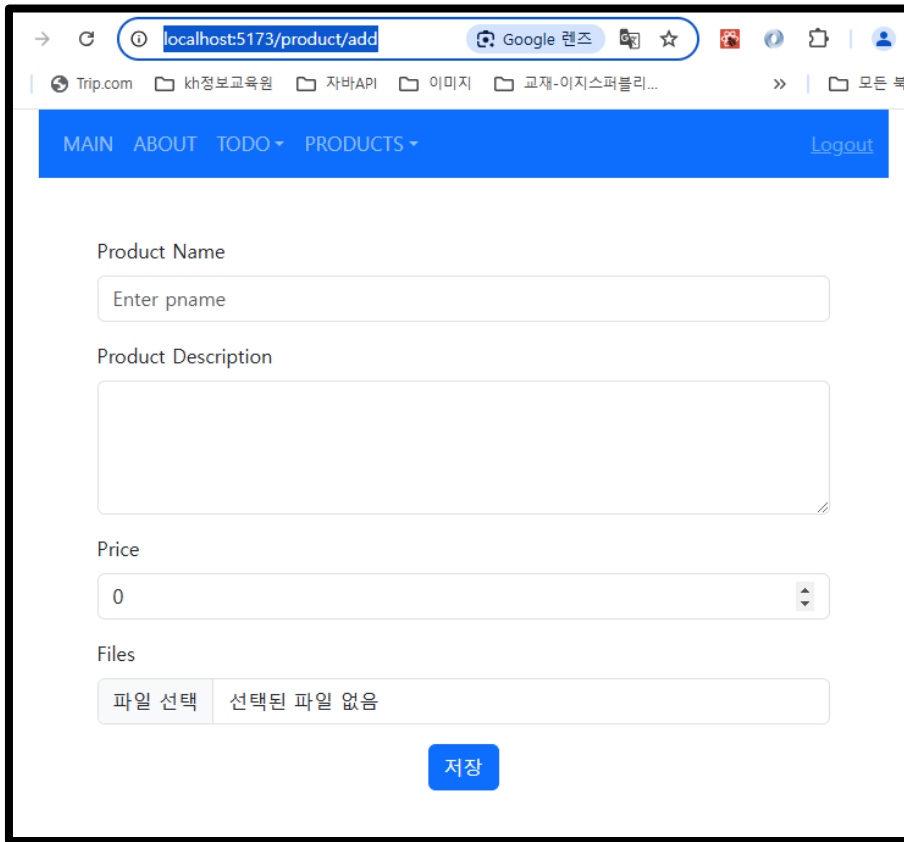 localhost:5173/product/add
Google 렌즈
Trip.com kh정보교육원 자바API 이미지 교재-이지스퍼블리... » 모든 북
MAIN ABOUT TODO PRODUCTS Logout
Product Name
Enter pname
Product Description
Price
0
Files
파일 선택 선택된 파일 없음
저장